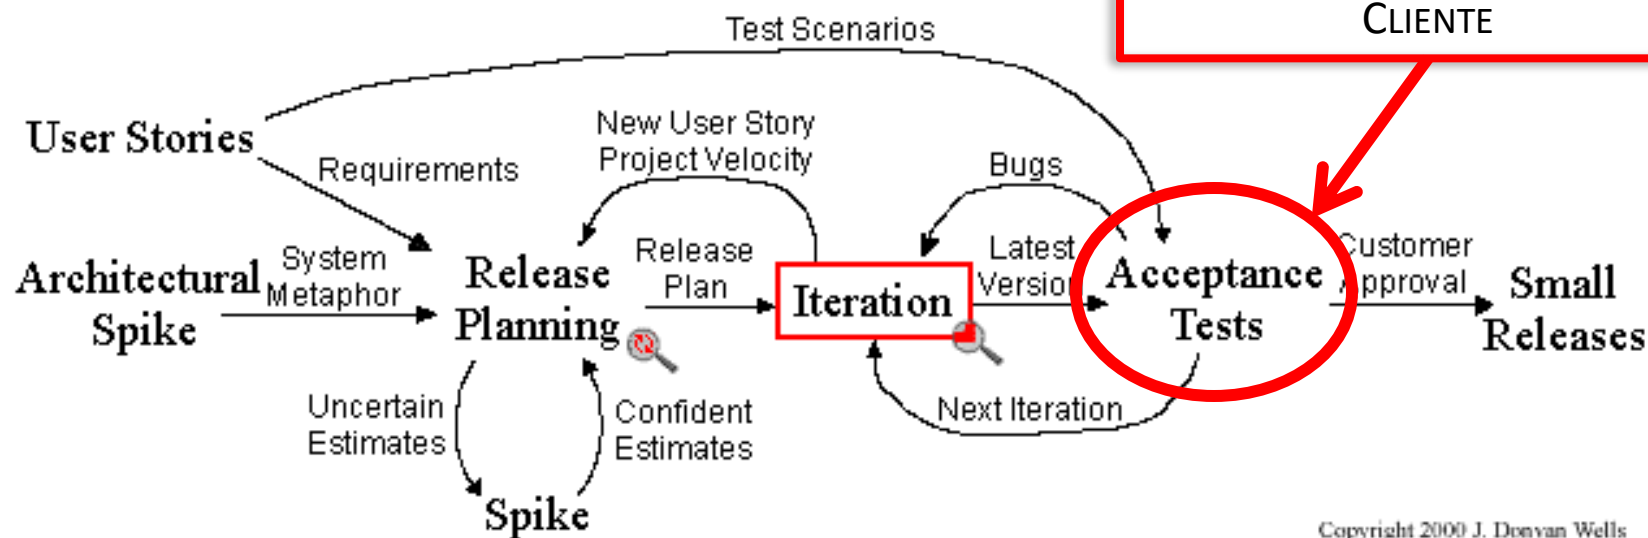 CLIENTE
Test Scenarios
User Stories
Requirements
New User Story
Project Velocity
Bugs
Architectural
Spike
System
Metaphor
Release
Planning
Release
Plan
Iteration
Latest
Version
Acceptance
Tests
Customer
Approval
Small
Releases
Uncertain
Estimates
Confident
Estimates
Next Iteration
Spike
Copyright 2000 J. Donvan Wells